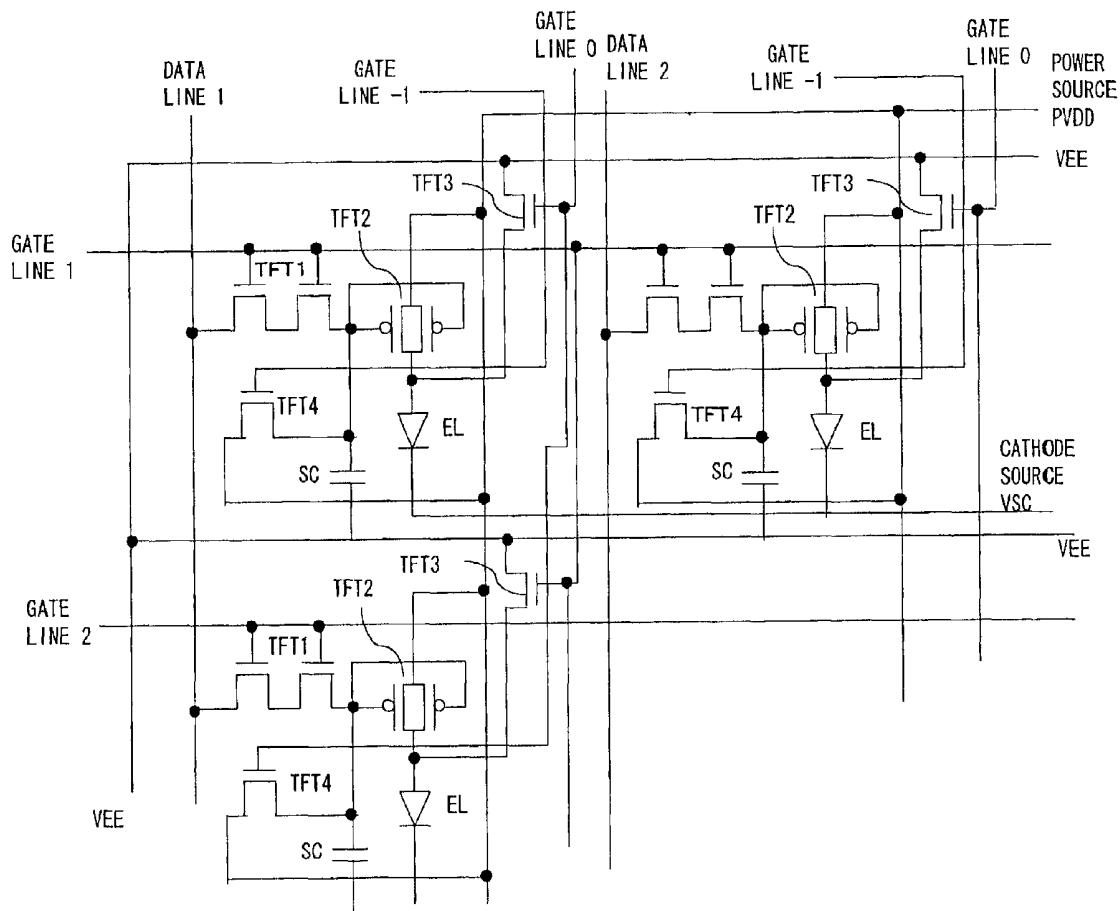 GATE
LINE 0
DATA
LINE 2
GATE
LINE 0
DATA
LINE 1
GATE
LINE -1
GATE
LINE -1
POWER
SOURCE
PVDD
VEE
TFT3
TFT3
TFT2
TFT2
GATE
LINE 1
TFT1
TFT4
EL
TFT4
EL
SC
SC
CATHODE
SOURCE
VSC
VEE
TFT3
TFT2
GATE
LINE 2
TFT1
TFT4
EL
VEE
SC